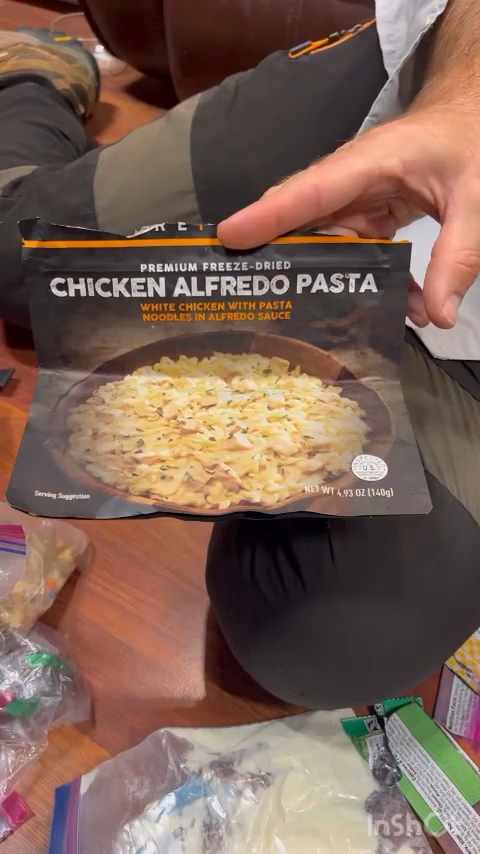 PREMIUM FREEZE-DRIED
CHICKEN ALFREDO PASTA
WHITE CHICKEN WITH PASTA
NOODLES IN ALFREDO SAUCE
U.S.
Serving Suggestion
NET WT 4.93 OZ (140g)
InShOt